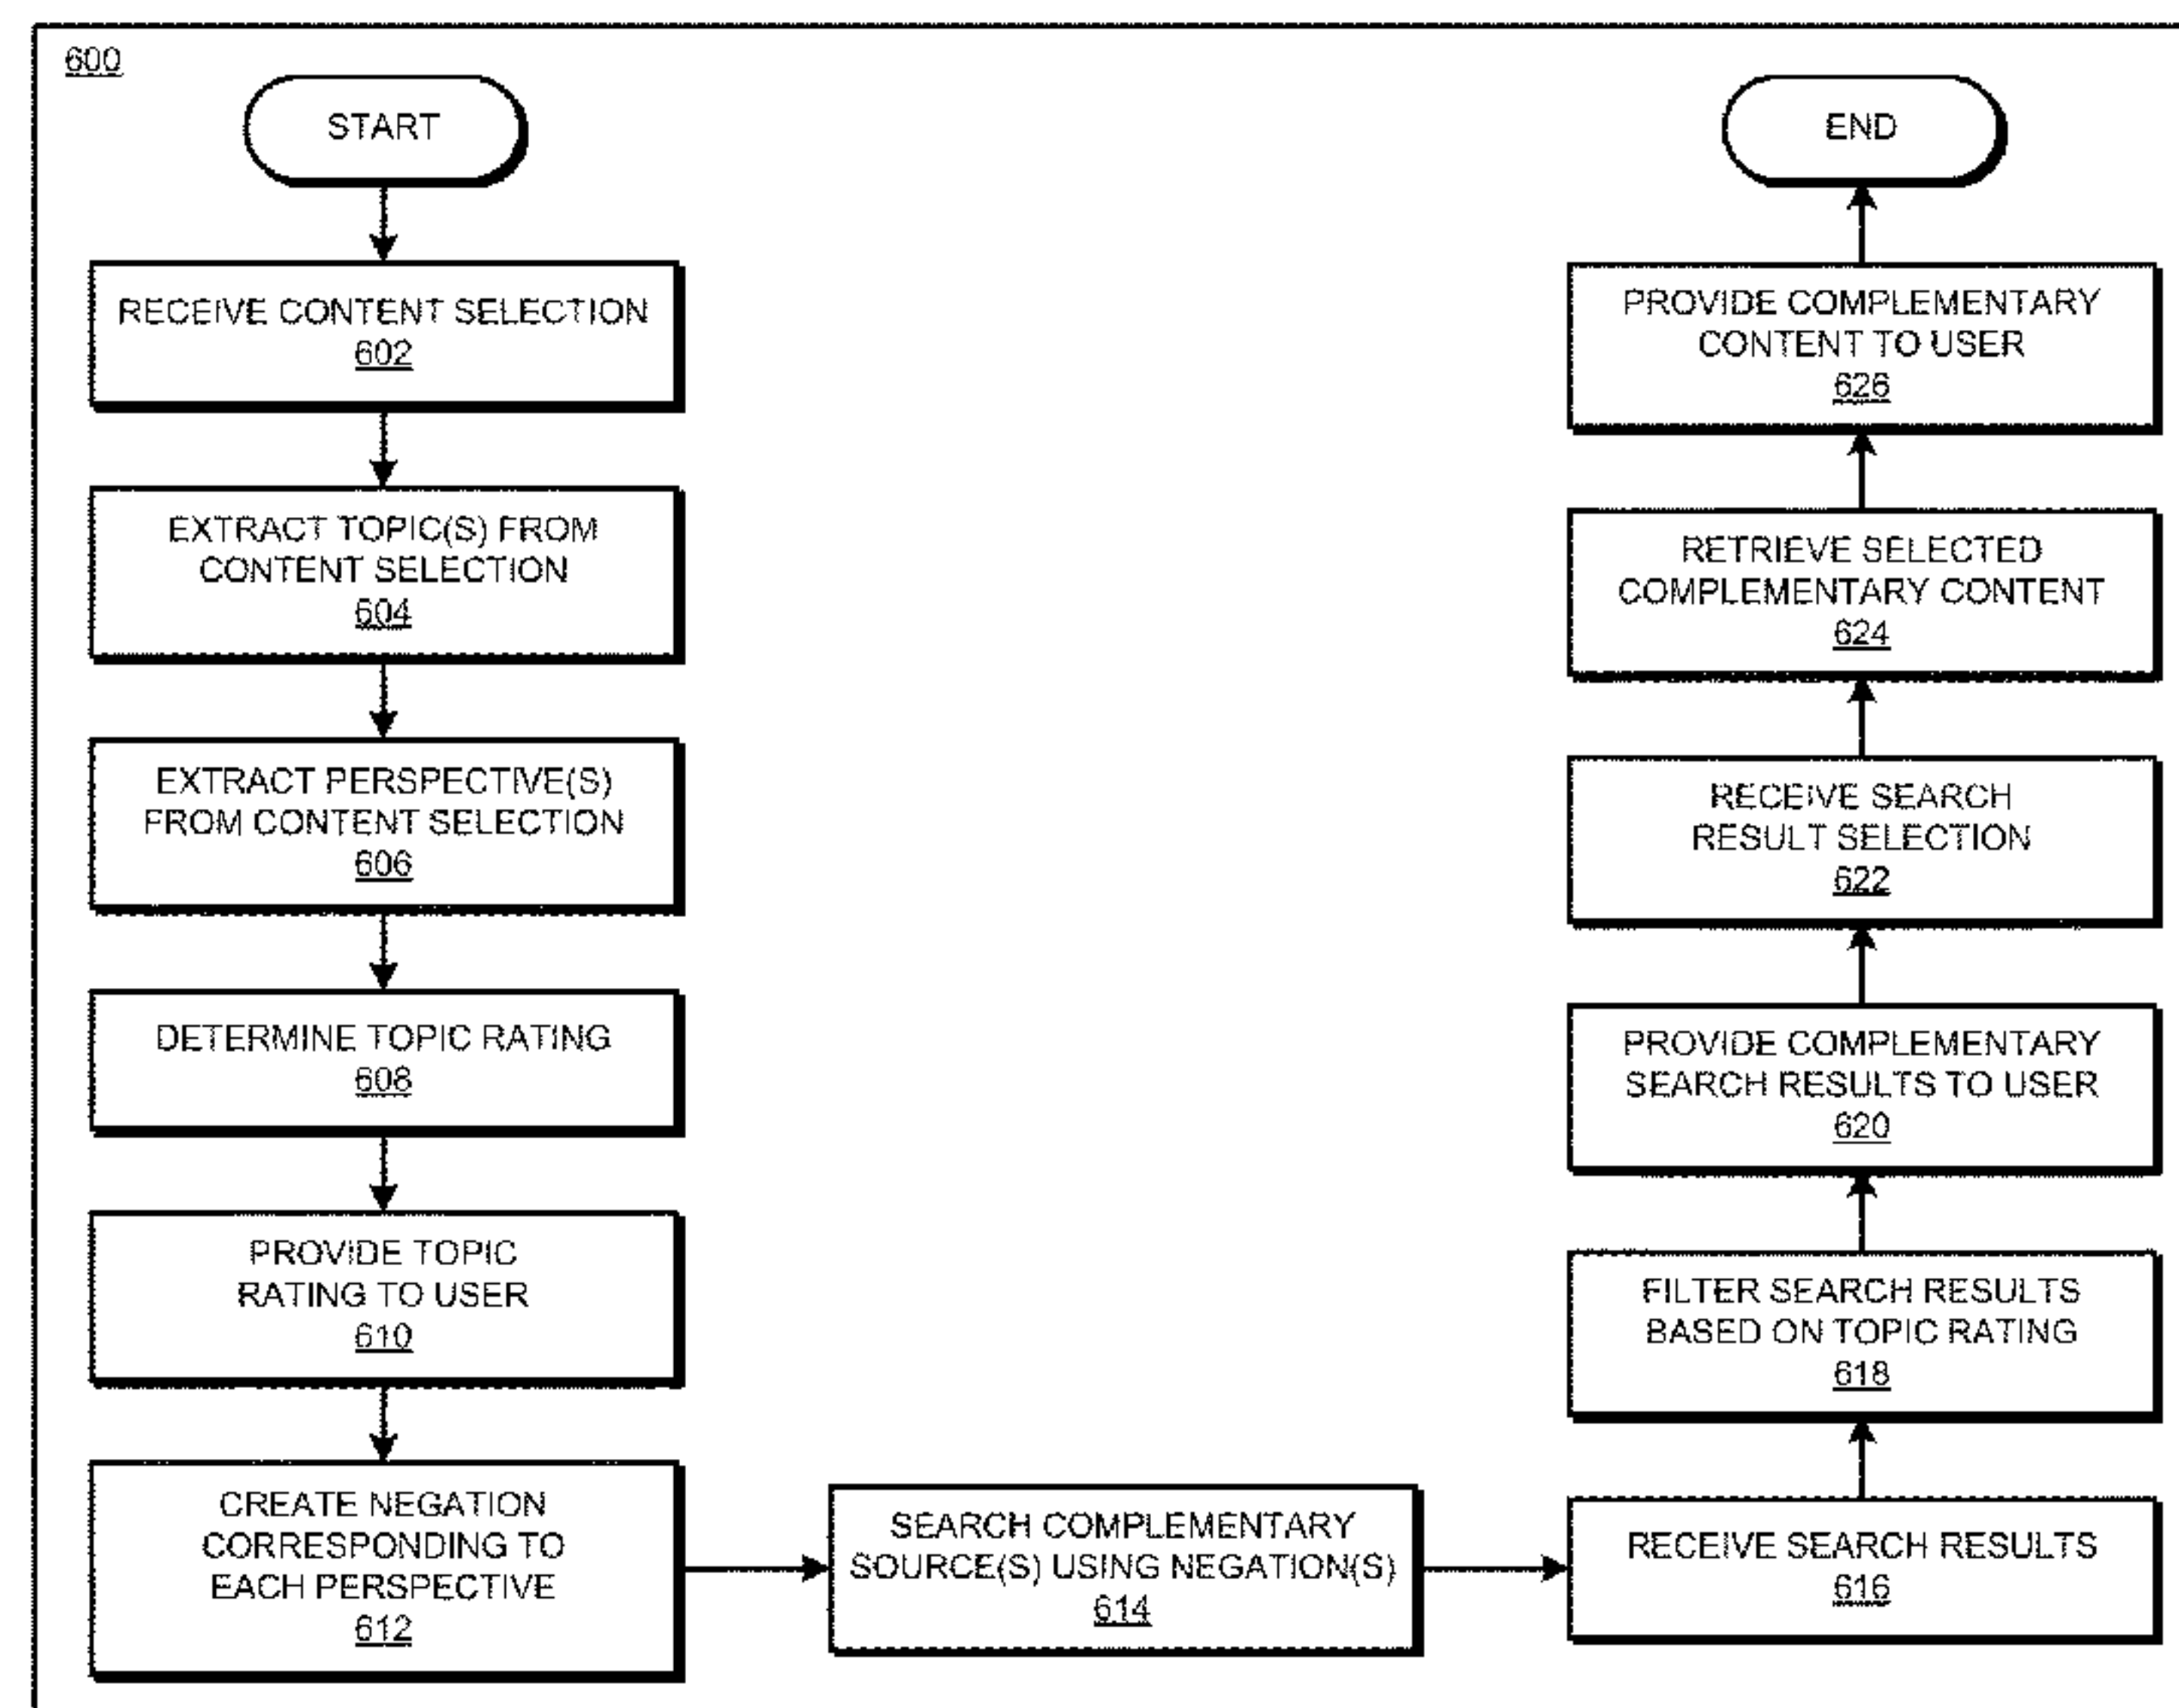 600
START
RECEIVE CONTENT SELECTION
602
EXTRACT TOPIC(S) FROM
CONTENT SELECTION
604
EXTRACT PERSPECTIVE(S)
FROM CONTENT SELECTION
606
DETERMINE TOPIC RATING
608
PROVIDE TOPIC
RATING TO USER
610
CREATE NEGATION
CORRESPONDING TO
EACH PERSPECTIVE
612
SEARCH COMPLEMENTARY
SOURCE(S) USING NEGATION(S)
614
RECEIVE SEARCH RESULTS
616
FILTER SEARCH RESULTS
BASED ON TOPIC RATING
618
PROVIDE COMPLEMENTARY
SEARCH RESULTS TO USER
620
RECEIVE SEARCH
RESULT SELECTION
622
RETRIEVE SELECTED
COMPLEMENTARY CONTENT
624
PROVIDE COMPLEMENTARY
CONTENT TO USER
626
END